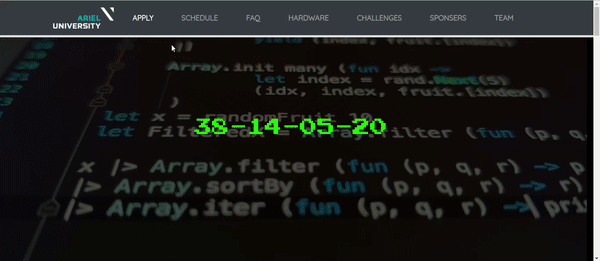 ARIEL
UNIVERSITY
APPLY SCHEDULE FAQ HARDWARE CHALLENGES SPONSERS TEAM
yield (index, fruit.[index])
Array.init many (fun idx ->
let index = rand.Next(5)
(idx, index, fruit.[index])
)
let x = randomFruit 10
38-14-05-20
let FilteredX = Array.filter (fun (p,
x |> Array.filter (fun (p, q, r) -> p
|> Array.sortBy (fun (p, q, r) ->
|> Array.iter (fun (p, q, r) -> pri